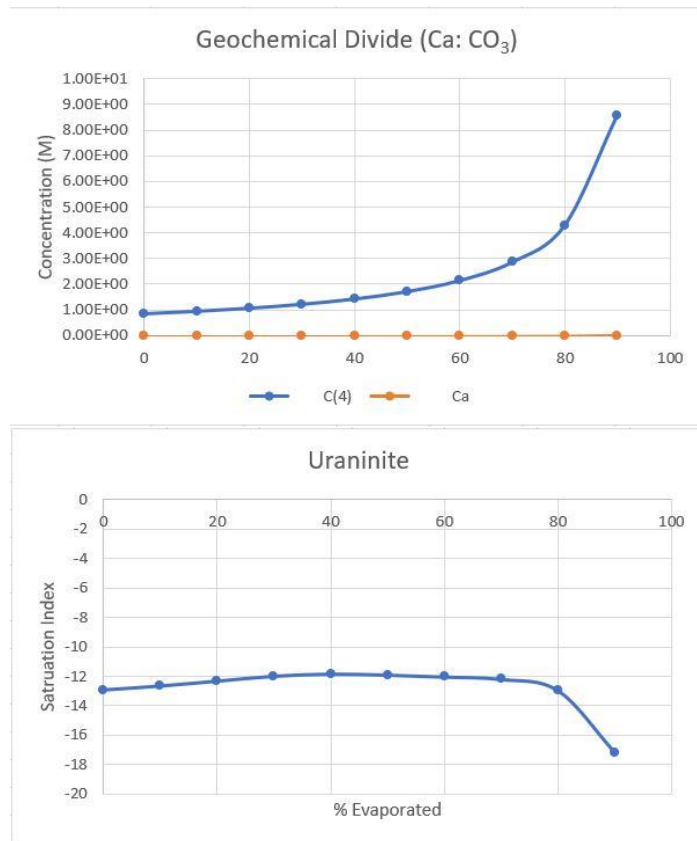 Geochemical Divide (Ca: CO₃)
1.00E+01
9.00E+00
8.00E+00
7.00E+00
6.00E+00
5.00E+00
4.00E+00
3.00E+00
2.00E+00
1.00E+00
0.00E+00
Concentration (M)
0 20 40 60 80 100
C(4) Ca
Uraninite
0
-2
-4
-6
-8
-10
-12
-14
-16
-18
-20
Satruation Index
0 20 40 60 80 100
% Evaporated